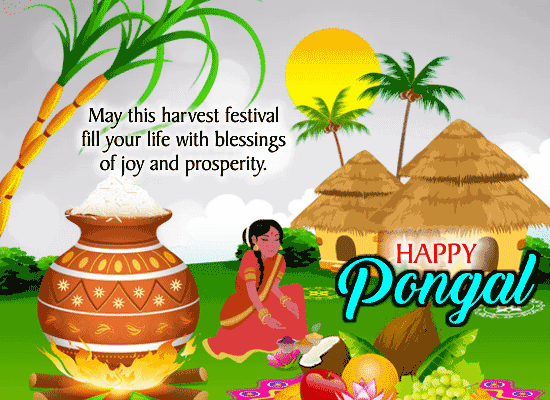 May this harvest festival
fill your life with blessings
of joy and prosperity.
HAPPY
Pongal